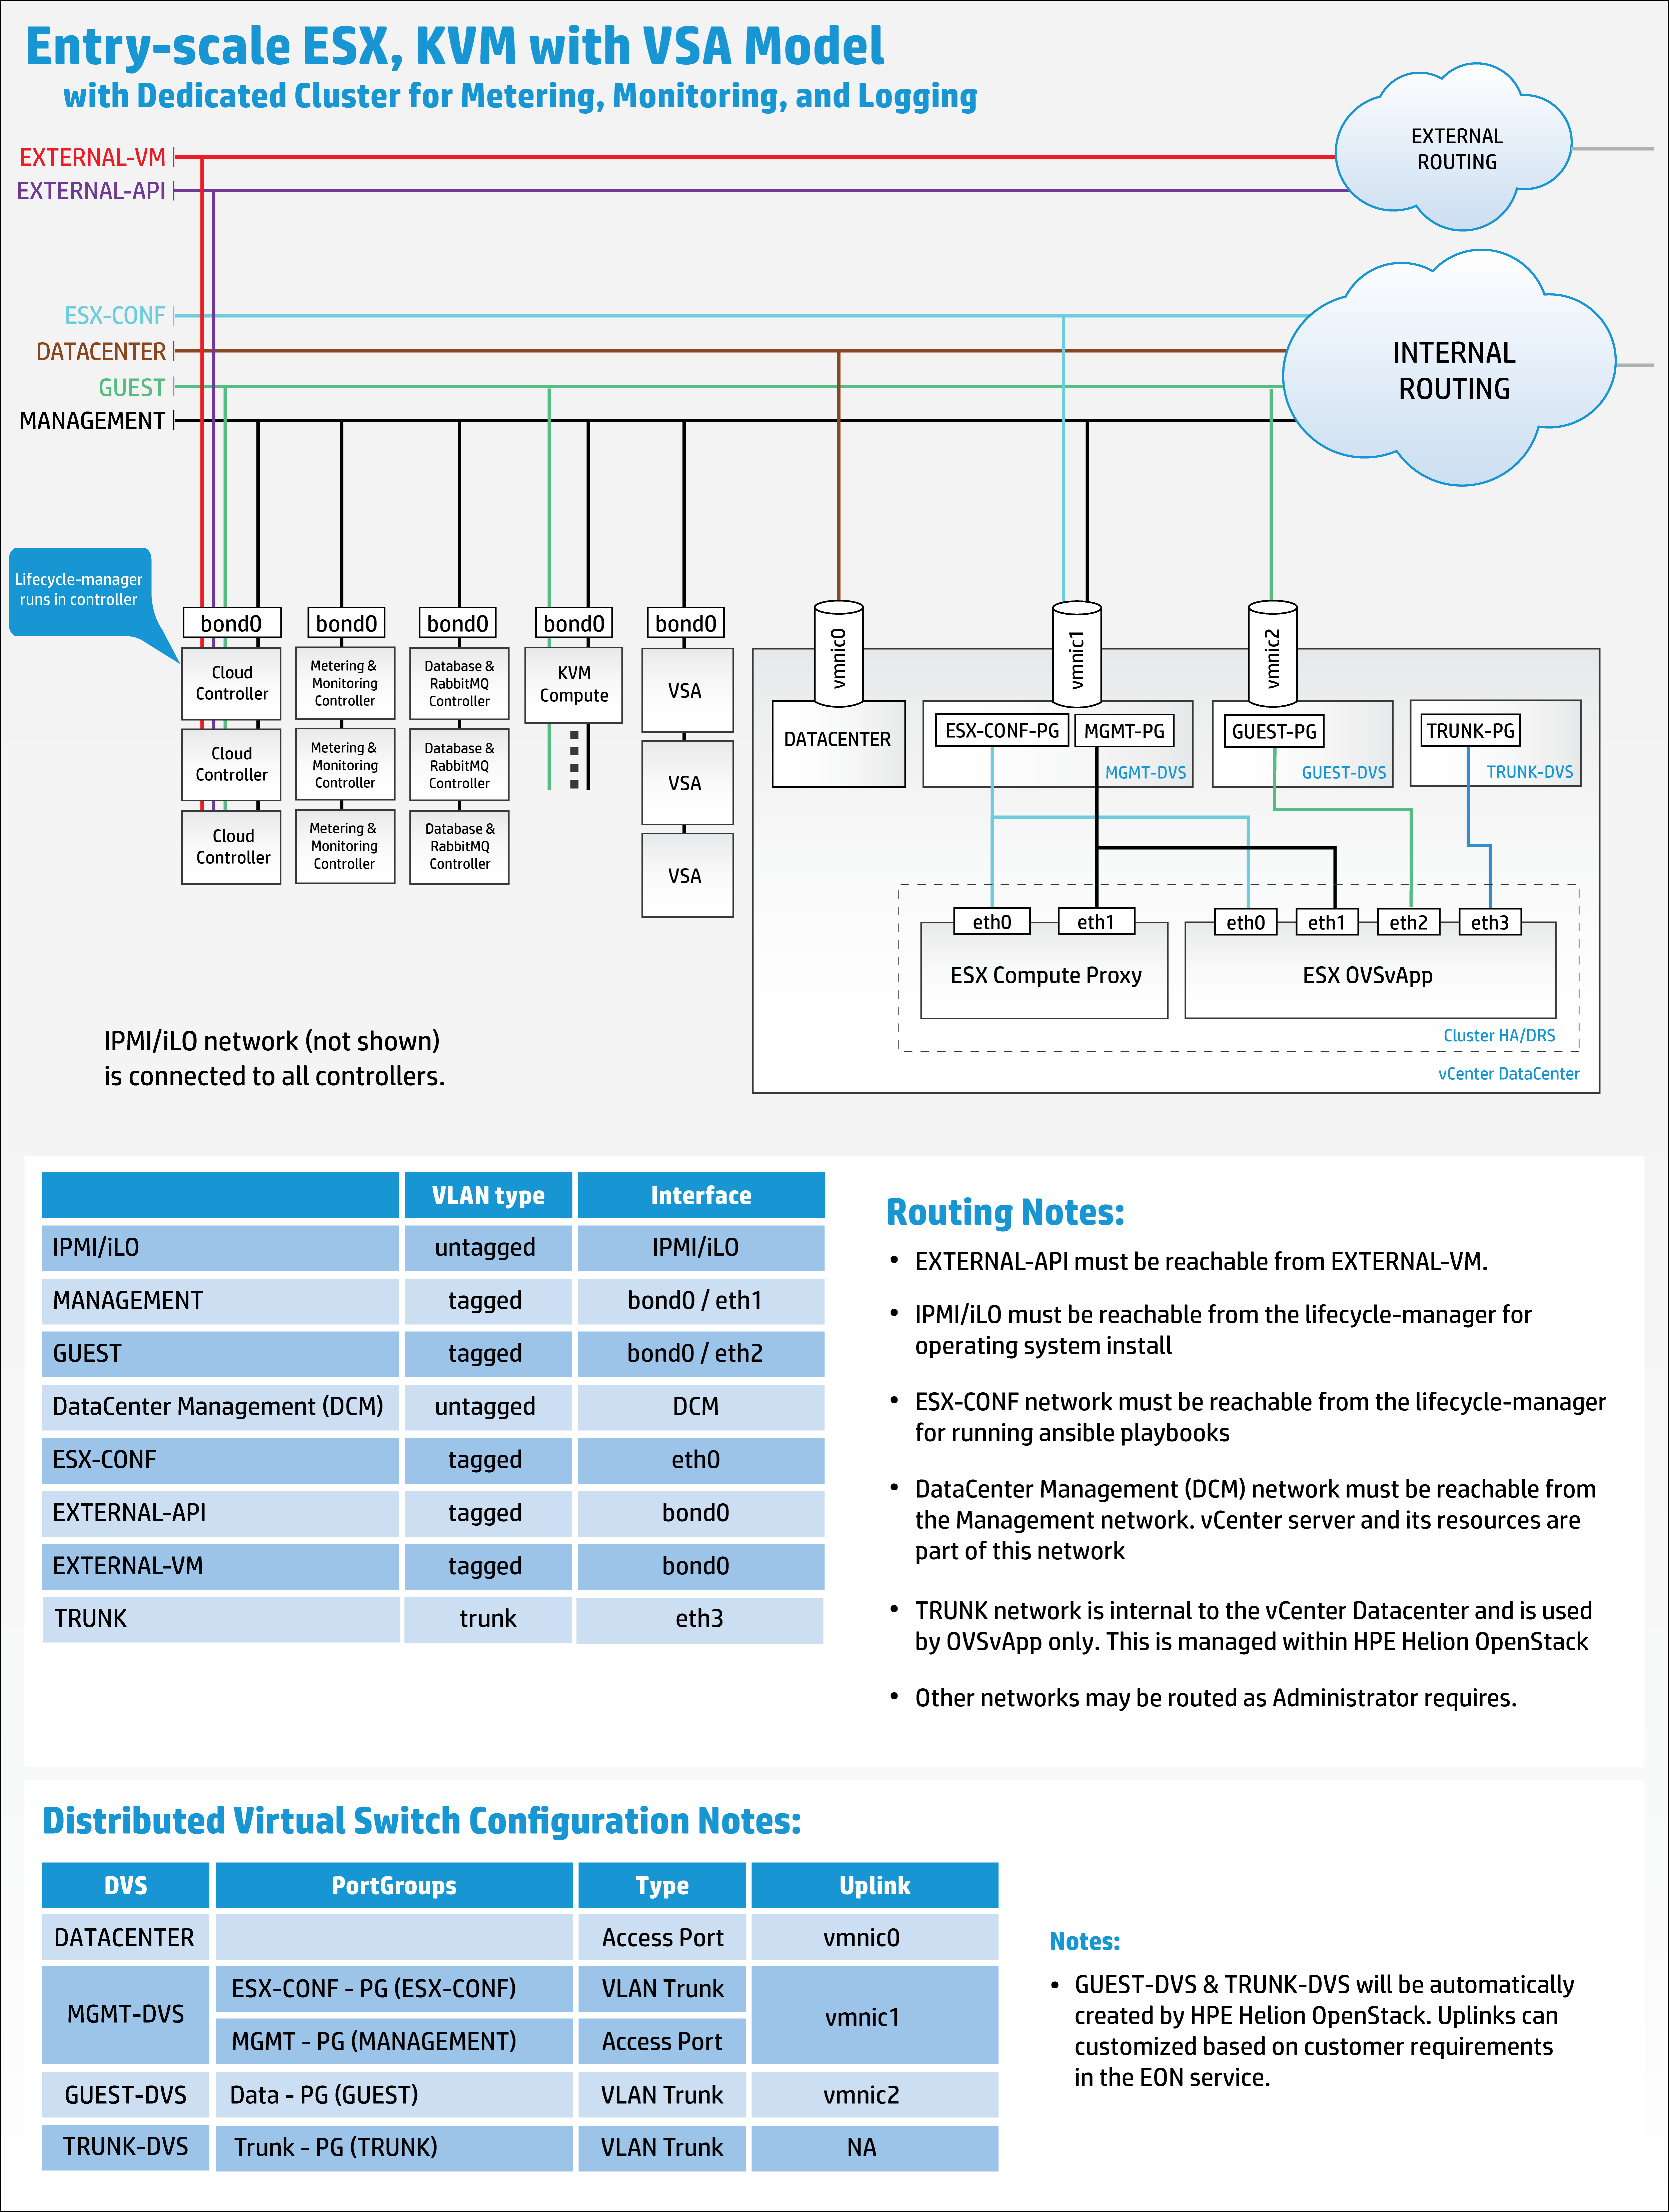 Entry-scale ESX, KVM with VSA Model
with Dedicated Cluster for Metering, Monitoring, and Logging
EXTERNAL-VM
EXTERNAL-API
EXTERNAL
ROUTING
ESX-CONF
DATACENTER
GUEST
MANAGEMENT
INTERNAL
ROUTING
Lifecycle-manager
runs in controller
bond0
bond0
bond0
bond0
bond0
vmnic0
vmnic1
vmnic2
Cloud
Controller
Cloud
Controller
Cloud
Controller
Metering &
Monitoring
Controller
Metering &
Monitoring
Controller
Metering &
Monitoring
Controller
Database &
RabbitMQ
Controller
Database &
RabbitMQ
Controller
Database &
RabbitMQ
Controller
KVM
Compute
VSA
VSA
VSA
DATACENTER
ESX-CONF-PG
MGMT-PG
MGMT-DVS
GUEST-PG
GUEST-DVS
TRUNK-PG
TRUNK-DVS
eth0
eth1
ESX Compute Proxy
eth0
eth1
eth2
eth3
ESX OVSvApp
Cluster HA/DRS
vCenter DataCenter
IPMI/iLO network (not shown)
is connected to all controllers.
VLAN type Interface
IPMI/iLO untagged IPMI/iLO
MANAGEMENT tagged bond0 / eth1
GUEST tagged bond0 / eth2
DataCenter Management (DCM) untagged DCM
ESX-CONF tagged eth0
EXTERNAL-API tagged bond0
EXTERNAL-VM tagged bond0
TRUNK trunk eth3
Routing Notes:
• EXTERNAL-API must be reachable from EXTERNAL-VM.
• IPMI/iLO must be reachable from the lifecycle-manager for
operating system install
• ESX-CONF network must be reachable from the lifecycle-manager
for running ansible playbooks
• DataCenter Management (DCM) network must be reachable from
the Management network. vCenter server and its resources are
part of this network
• TRUNK network is internal to the vCenter Datacenter and is used
by OVSvApp only. This is managed within HPE Helion OpenStack
• Other networks may be routed as Administrator requires.
Distributed Virtual Switch Configuration Notes:
DVS PortGroups Type Uplink
DATACENTER Access Port vmnic0
MGMT-DVS ESX-CONF - PG (ESX-CONF) VLAN Trunk vmnic1
MGMT - PG (MANAGEMENT) Access Port
GUEST-DVS Data - PG (GUEST) VLAN Trunk vmnic2
TRUNK-DVS Trunk - PG (TRUNK) VLAN Trunk NA
Notes:
• GUEST-DVS & TRUNK-DVS will be automatically
created by HPE Helion OpenStack. Uplinks can
customized based on customer requirements
in the EON service.